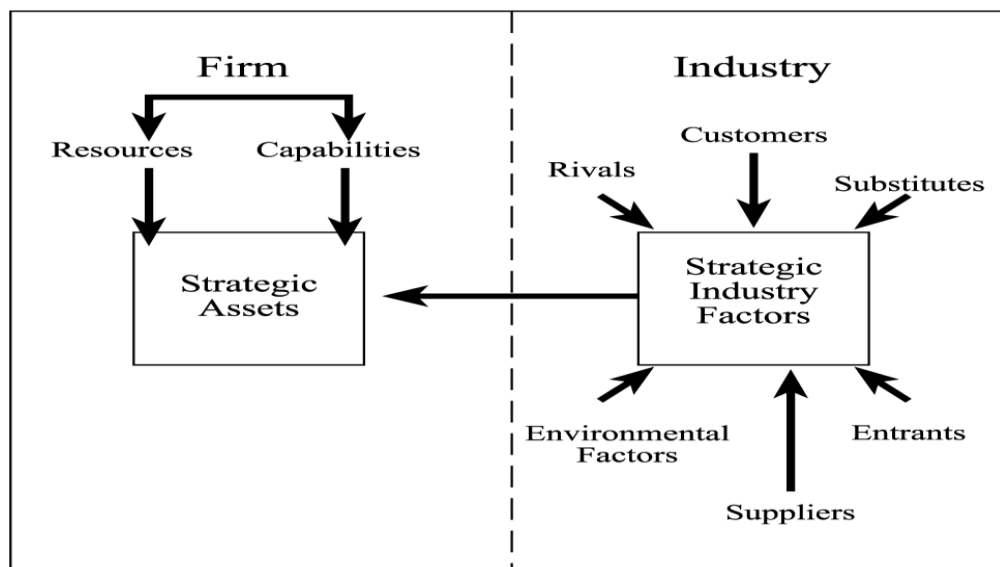 Firm
Resources
Capabilities
Strategic
Assets
Industry
Customers
Rivals
Substitutes
Strategic
Industry
Factors
Environmental
Factors
Entrants
Suppliers